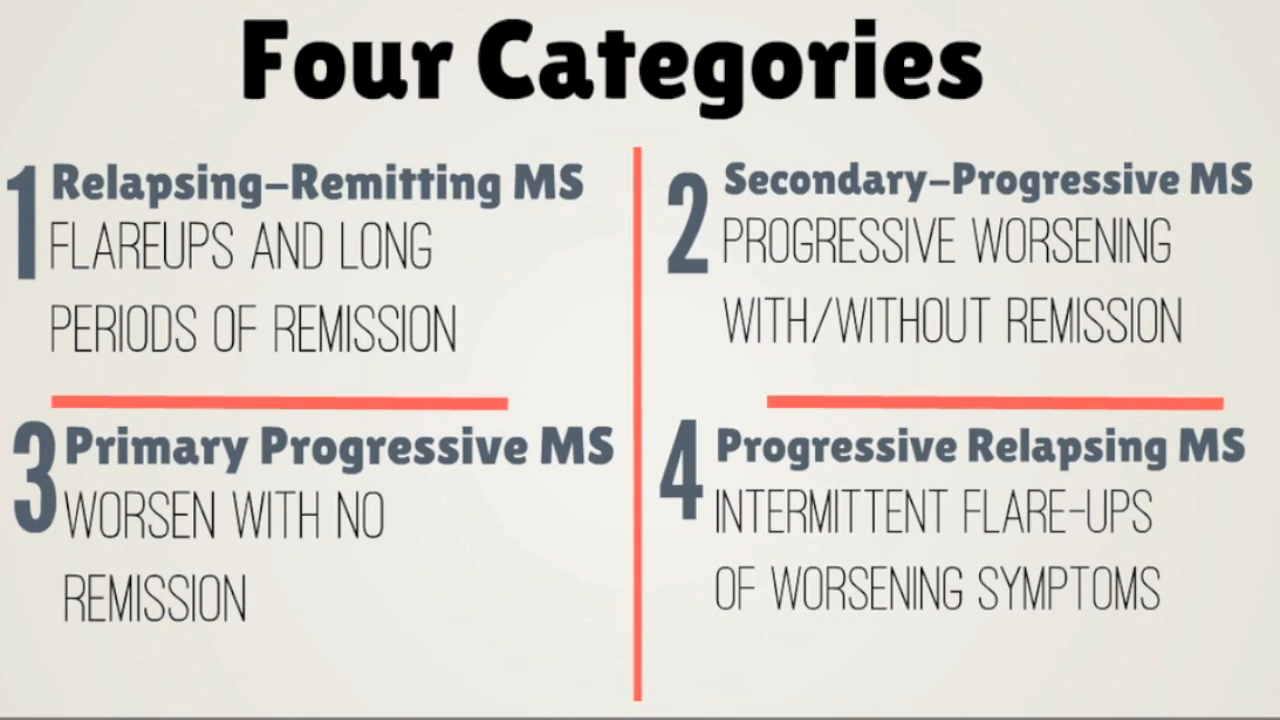 Four Categories
1 Relapsing-Remitting MS
FLAREUPS AND LONG
PERIODS OF REMISSION
2 Secondary-Progressive MS
PROGRESSIVE WORSENING
WITH/WITHOUT REMISSION
3 Primary Progressive MS
WORSEN WITH NO
REMISSION
4 Progressive Relapsing MS
INTERMITTENT FLARE-UPS
OF WORSENING SYMPTOMS